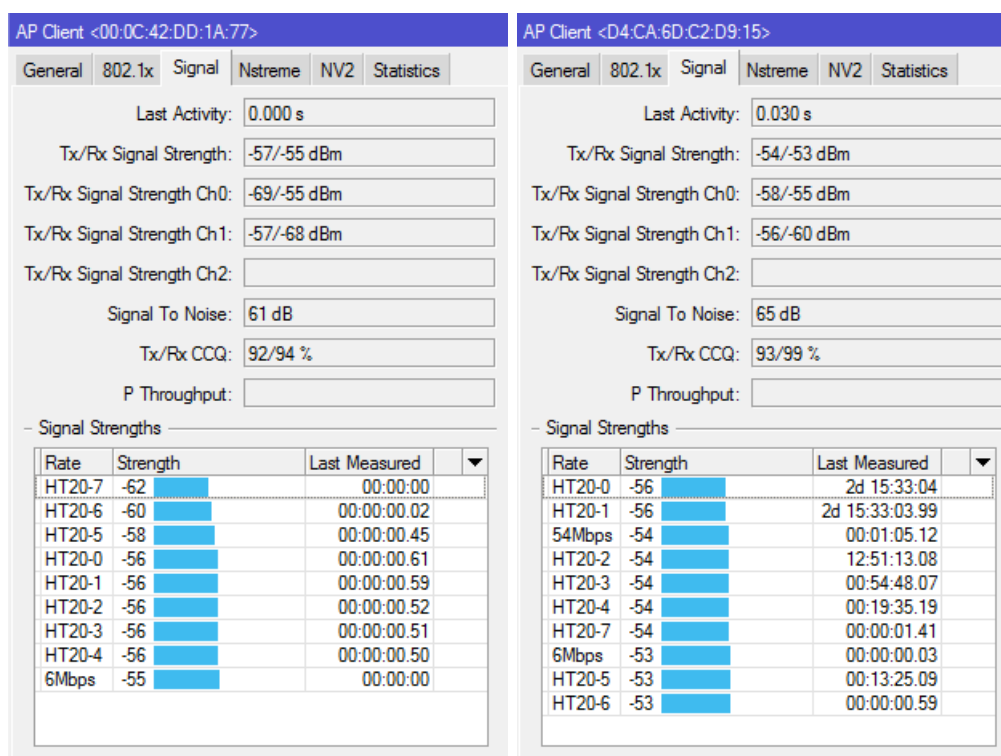 AP Client <00:0C:42:DD:1A:77>
General 802.1x Signal Nstreme NV2 Statistics
Last Activity: 0.000 s
Tx/Rx Signal Strength: -57/-55 dBm
Tx/Rx Signal Strength Ch0: -69/-55 dBm
Tx/Rx Signal Strength Ch1: -57/-68 dBm
Tx/Rx Signal Strength Ch2:
Signal To Noise: 61 dB
Tx/Rx CCQ: 92/94 %
P Throughput:
Signal Strengths
Rate Strength Last Measured
HT20-7 -62 00:00:00
HT20-6 -60 00:00:00.02
HT20-5 -58 00:00:00.45
HT20-0 -56 00:00:00.61
HT20-1 -56 00:00:00.59
HT20-2 -56 00:00:00.52
HT20-3 -56 00:00:00.51
HT20-4 -56 00:00:00.50
6Mbps -55 00:00:00
AP Client <D4:CA:6D:C2:D9:15>
General 802.1x Signal Nstreme NV2 Statistics
Last Activity: 0.030 s
Tx/Rx Signal Strength: -54/-53 dBm
Tx/Rx Signal Strength Ch0: -58/-55 dBm
Tx/Rx Signal Strength Ch1: -56/-60 dBm
Tx/Rx Signal Strength Ch2:
Signal To Noise: 65 dB
Tx/Rx CCQ: 93/99 %
P Throughput:
Signal Strengths
Rate Strength Last Measured
HT20-0 -56 2d 15:33:04
HT20-1 -56 2d 15:33:03.99
54Mbps -54 00:01:05.12
HT20-2 -54 12:51:13.08
HT20-3 -54 00:54:48.07
HT20-4 -54 00:19:35.19
HT20-7 -54 00:00:01.41
6Mbps -53 00:00:00.03
HT20-5 -53 00:13:25.09
HT20-6 -53 00:00:00.59